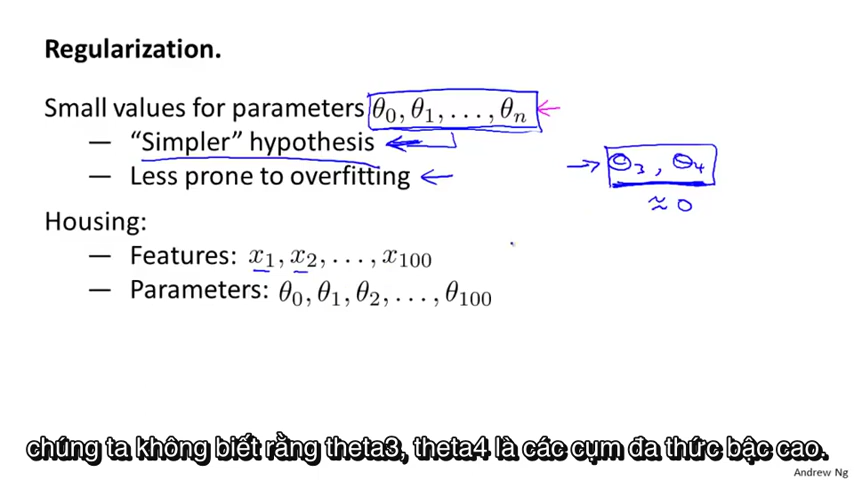 Regularization.
Small values for parameters θ₀, θ₁, . . . , θₙ
— “Simpler” hypothesis
— Less prone to overfitting
θ₃, θ₄
≈ 0
Housing:
— Features: x₁, x₂, . . . , x₁₀₀
— Parameters: θ₀, θ₁, θ₂, . . . , θ₁₀₀
chúng ta không biết rằng theta3, theta4 là các cụm đa thức bậc cao.
Andrew Ng